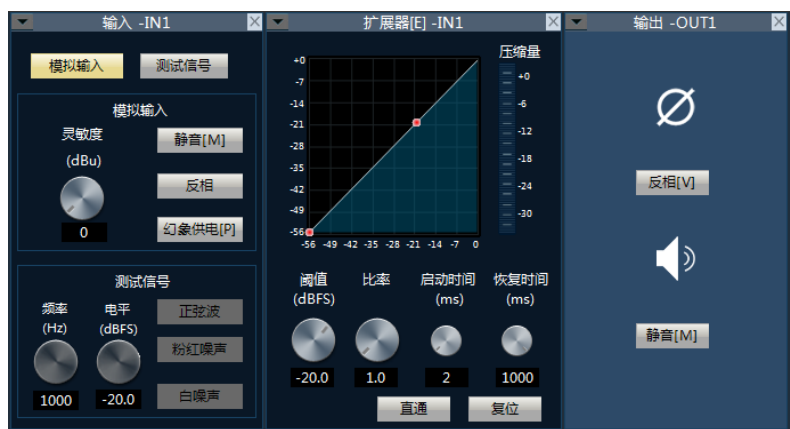 输入 -IN1
模拟输入
测试信号
模拟输入
灵敏度
(dBu)
0
静音[M]
反相
幻象供电[P]
测试信号
频率
(Hz)
1000
电平
(dBFS)
-20.0
正弦波
粉红噪声
白噪声
扩展器[E] -IN1
+0
-7
-14
-21
-28
-35
-42
-49
-56
-56 -49 -42 -35 -28 -21 -14 -7 0
压缩量
+0
-6
-12
-18
-24
-30
阈值
(dBFS)
-20.0
比率
1.0
启动时间
(ms)
2
恢复时间
(ms)
1000
直通
复位
输出 -OUT1
反相[V]
静音[M]